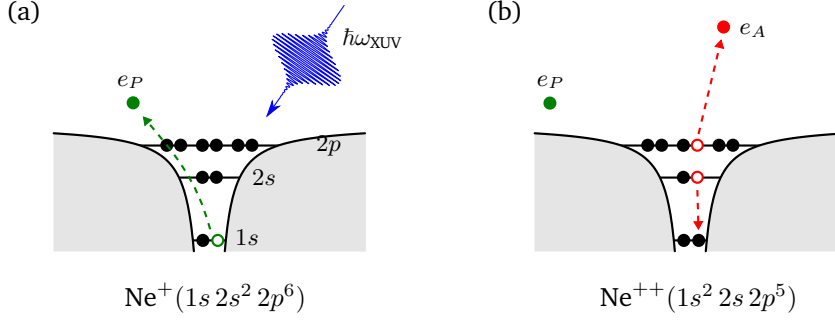 (a)
ℏω_XUV
e_P
2p
2s
1s
Ne⁺(1s 2s² 2p⁶)
(b)
e_A
e_P
Ne⁺⁺(1s² 2s 2p⁵)